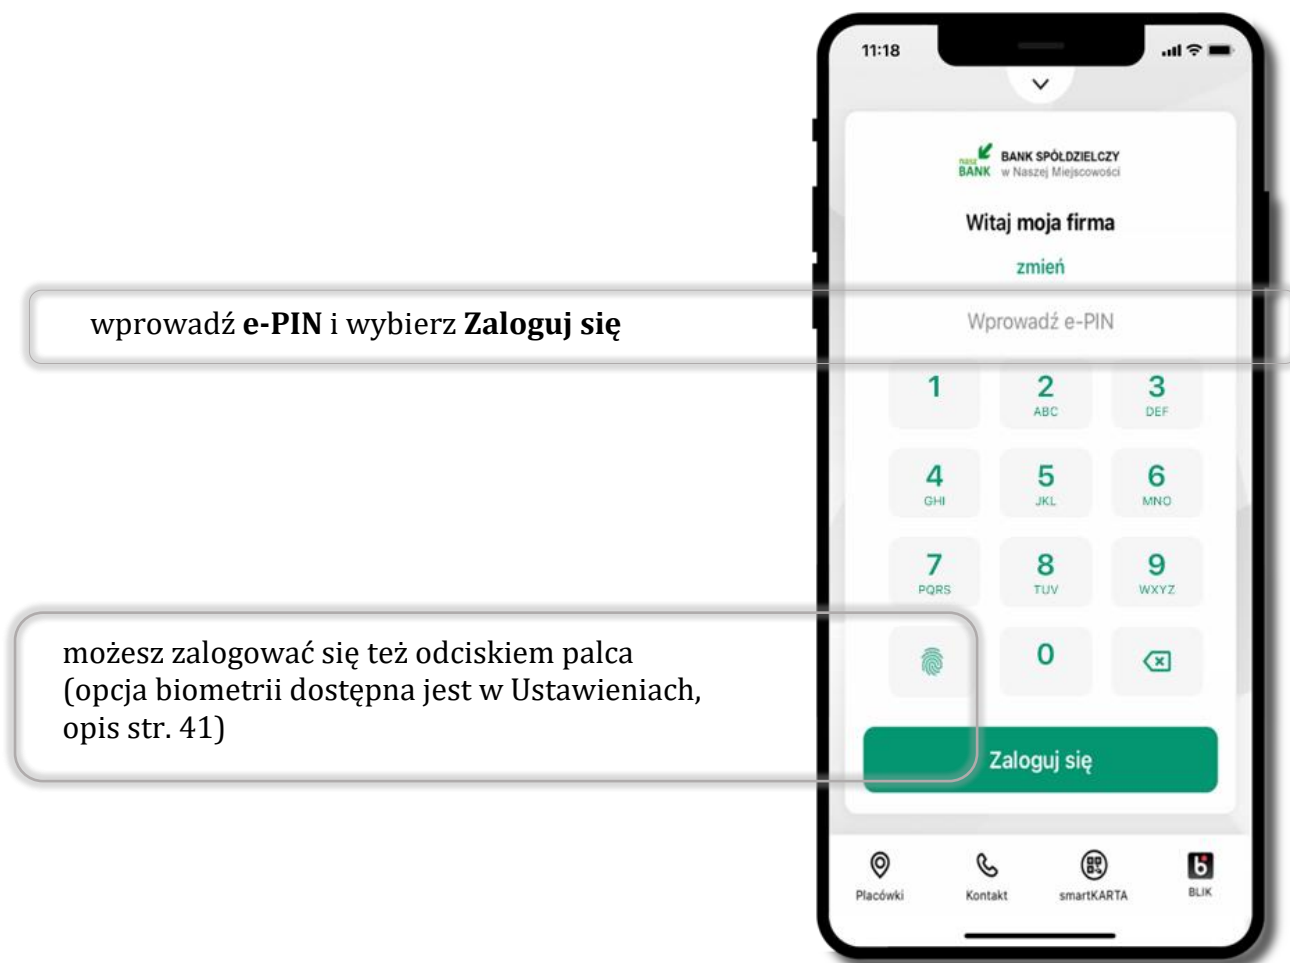 11:18
nasz
BANK
BANK SPÓŁDZIELCZY
w Naszej Miejscowości
Witaj moja firma
zmień
wprowadź e-PIN i wybierz Zaloguj się
Wprowadź e-PIN
1 2 3
ABC DEF
4 5 6
GHI JKL MNO
7 8 9
PQRS TUV WXYZ
0
możesz zalogować się też odciskiem palca
(opcja biometrii dostępna jest w Ustawieniach,
opis str. 41)
Zaloguj się
Placówki Kontakt smartKARTA BLIK